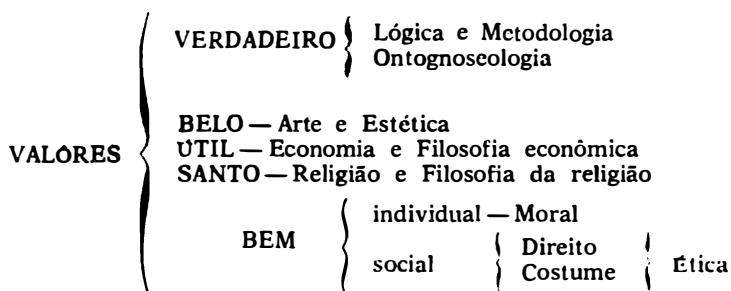 VERDADEIRO Lógica e Metodologia
Ontognoseologia
BELO — Arte e Estética
VALÔRES ÚTIL — Economia e Filosofia econômica
SANTO — Religião e Filosofia da religião
individual — Moral
BEM
Direito
social Ética
Costume